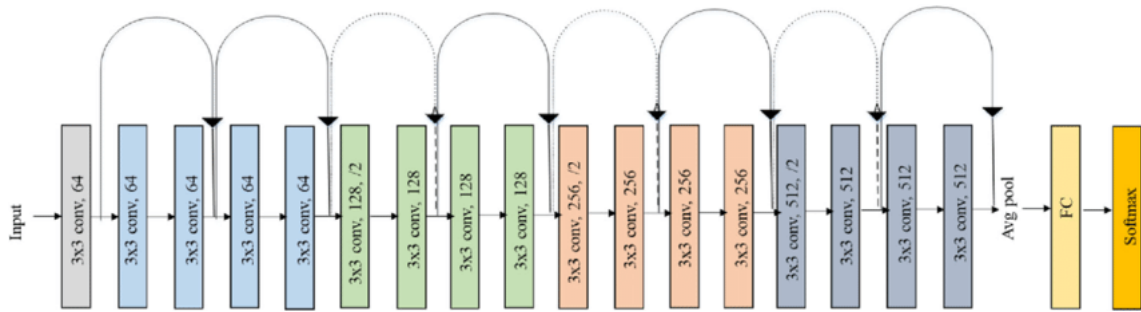 Input
3x3 conv, 64
3x3 conv, 64
3x3 conv, 64
3x3 conv, 64
3x3 conv, 64
3x3 conv, 128, /2
3x3 conv, 128
3x3 conv, 128
3x3 conv, 128
3x3 conv, 256, /2
3x3 conv, 256
3x3 conv, 256
3x3 conv, 256
3x3 conv, 512, /2
3x3 conv, 512
3x3 conv, 512
3x3 conv, 512
Avg pool
FC
Softmax